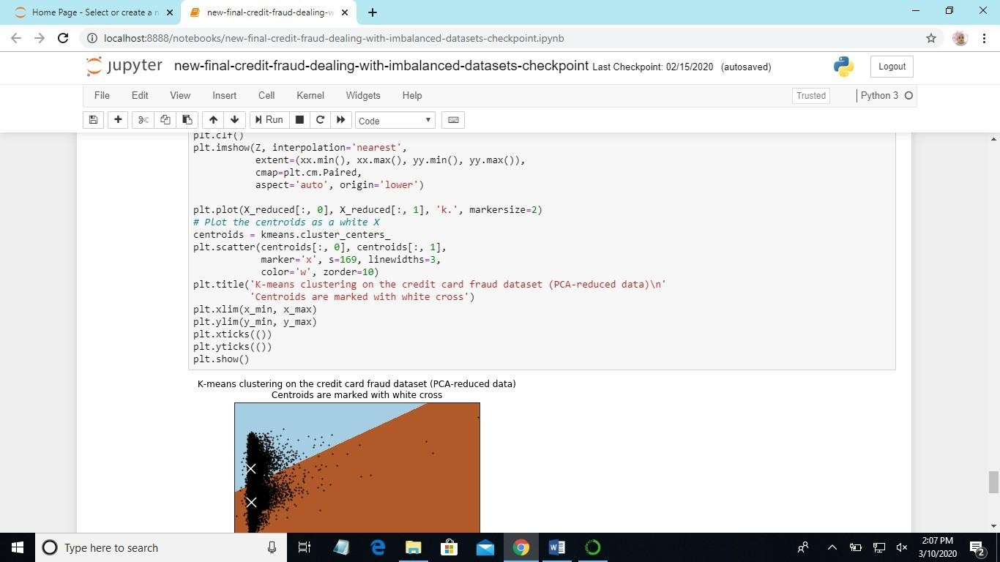 Home Page - Select or create a n
new-final-credit-fraud-dealing-w
localhost:8888/notebooks/new-final-credit-fraud-dealing-with-imbalanced-datasets-checkpoint.ipynb
jupyter new-final-credit-fraud-dealing-with-imbalanced-datasets-checkpoint Last Checkpoint: 02/15/2020 (autosaved)
Logout
File Edit View Insert Cell Kernel Widgets Help Trusted Python 3
Run Code
plt.clf()
plt.imshow(Z, interpolation='nearest',
           extent=(xx.min(), xx.max(), yy.min(), yy.max()),
           cmap=plt.cm.Paired,
           aspect='auto', origin='lower')
plt.plot(X_reduced[:, 0], X_reduced[:, 1], 'k.', markersize=2)
# Plot the centroids as a white X
centroids = kmeans.cluster_centers_
plt.scatter(centroids[:, 0], centroids[:, 1],
            marker='x', s=169, linewidths=3,
            color='w', zorder=10)
plt.title('K-means clustering on the credit card fraud dataset (PCA-reduced data)\n'
          'Centroids are marked with white cross')
plt.xlim(x_min, x_max)
plt.ylim(y_min, y_max)
plt.xticks(())
plt.yticks(())
plt.show()
K-means clustering on the credit card fraud dataset (PCA-reduced data)
Centroids are marked with white cross
Type here to search
2:07 PM
3/10/2020
2